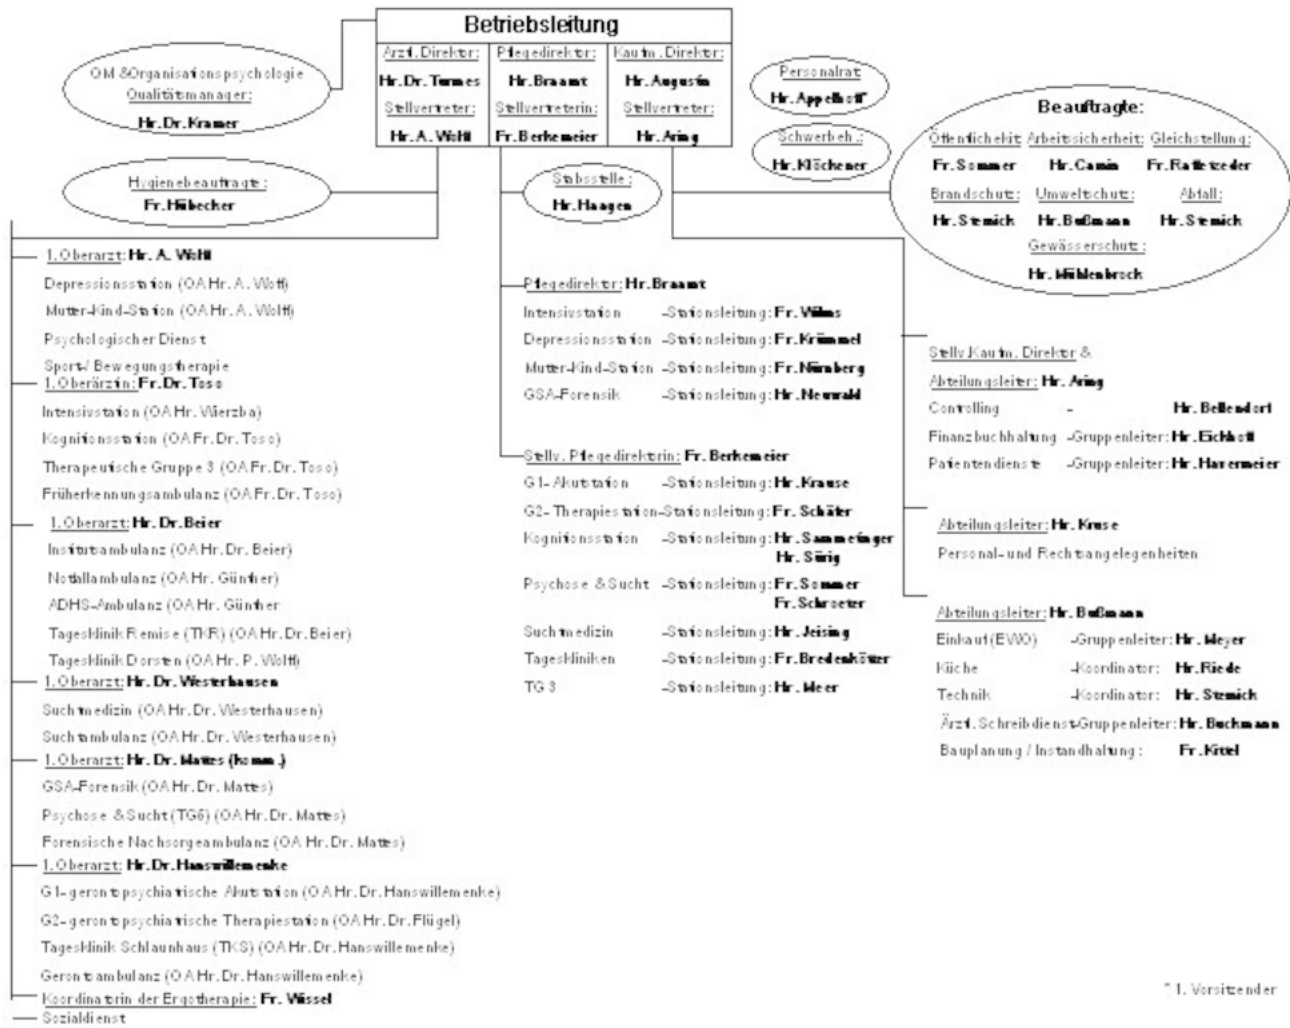 Betriebsleitung
Ärztl. Direktor:
Hr. Dr. Turmes
Stellvertreter:
Hr. A. Wolff
Pflegedirektor:
Hr. Braamt
Stellvertreterin:
Fr. Berkemeier
Kaufm. Direktor:
Hr. Augustin
Stellvertreter:
Hr. Aring
QM &Organisationspsychologie
Qualitätsmanager:
Hr. Dr. Kramer
Hygienebeauftragte:
Fr. Hübecker
Stabsstelle:
Hr. Haagen
Personalrat
Hr. Appelhoff
Schwerbeh.:
Hr. Klöckener
Beauftragte:
Öffentlichekit: Arbeitssicherheit: Gleichstellung:
Fr. Sommer Hr. Camin Fr. Raffetzeder
Brandschutz: Umweltschutz: Abfall:
Hr. Stemick Hr. Bußmann Hr. Stemick
Gewässerschutz:
Hr. Mühlenbrock
1. Oberarzt: Hr. A. Wolff
Depressionsstation (OA Hr. A. Wolff)
Mutter-Kind-Station (OA Hr. A. Wolff)
Psychologischer Dienst
Sport-/ Bewegungstherapie
1. Oberärztin: Fr. Dr. Toso
Intensivstation (OA Hr. Wierzba)
Kognitionsstation (OA Fr. Dr. Toso)
Therapeutische Gruppe 3 (OA Fr. Dr. Toso)
Früherkennungsambulanz (OA Fr. Dr. Toso)
1. Oberarzt: Hr. Dr. Beier
Institutsambulanz (OA Hr. Dr. Beier)
Notfallambulanz (OA Hr. Günther)
ADHS-Ambulanz (OA Hr. Günther
Tagesklinik Remise (TKR) (OA Hr. Dr. Beier)
Tagesklinik Dorsten (OA Hr. P. Wolff)
1. Oberarzt: Hr. Dr. Westerhausen
Suchtmedizin (OA Hr. Dr. Westerhausen)
Suchtambulanz (OA Hr. Dr. Westerhausen)
1. Oberarzt: Hr. Dr. Mattes (komm.)
GSA-Forensik (OA Hr. Dr. Mattes)
Psychose & Sucht (TG6) (OA Hr. Dr. Mattes)
Forensische Nachsorgeambulanz (OA Hr. Dr. Mattes)
1. Oberarzt: Hr. Dr. Hanswillemenke
G1- gerontopsychiatrische Akutstation (OA Hr. Dr. Hanswillemenke)
G2- gerontopsychiatrische Therapiestation (OA Hr. Dr. Flügel)
Tagesklinik Schlaunhaus (TKS) (OA Hr. Dr. Hanswillemenke)
Gerontoambulanz (OA Hr. Dr. Hanswillemenke)
Koordinatorin der Ergotherapie: Fr. Wissel
Sozialdienst
Pflegedirektor: Hr. Braamt
Intensivstation -Stationsleitung: Fr. Wilms
Depressionsstation -Stationsleitung: Fr. Krümmel
Mutter-Kind-Station -Stationsleitung: Fr. Nürnberg
GSA-Forensik -Stationsleitung: Hr. Neuwald
Stellv. Pflegedirektorin: Fr. Berkemeier
G1- Akutstation -Stationsleitung: Hr. Krause
G2- Therapiestation-Stationsleitung: Fr. Schäfer
Kognitionsstation -Stationsleitung: Hr. Sammetinger
Hr. Sürig
Psychose & Sucht -Stationsleitung: Fr. Sommer
Fr. Schroeter
Suchtmedizin -Stationsleitung: Hr. Jeising
Tageskliniken -Stationsleitung: Fr. Bredenkötter
TG 3 -Stationsleitung: Hr. Meer
Stellv. Kaufm. Direktor &
Abteilungsleiter: Hr. Aring
Controlling - Hr. Bellendorf
Finanzbuchhaltung -Gruppenleiter: Hr. Eickhoff
Patientendienste -Gruppenleiter: Hr. Havermeier
Abteilungsleiter: Hr. Kruse
Personal- und Rechtsangelegenheiten
Abteilungsleiter: Hr. Bußmann
Einkauf (EWO) -Gruppenleiter: Hr. Meyer
Küche -Koordinator: Hr. Riede
Technik -Koordinator: Hr. Stemick
Ärztl. Schreibdienst-Gruppenleiter: Hr. Buckmann
Bauplanung / Instandhaltung: Fr. Kittel
* 1. Vorsitzender